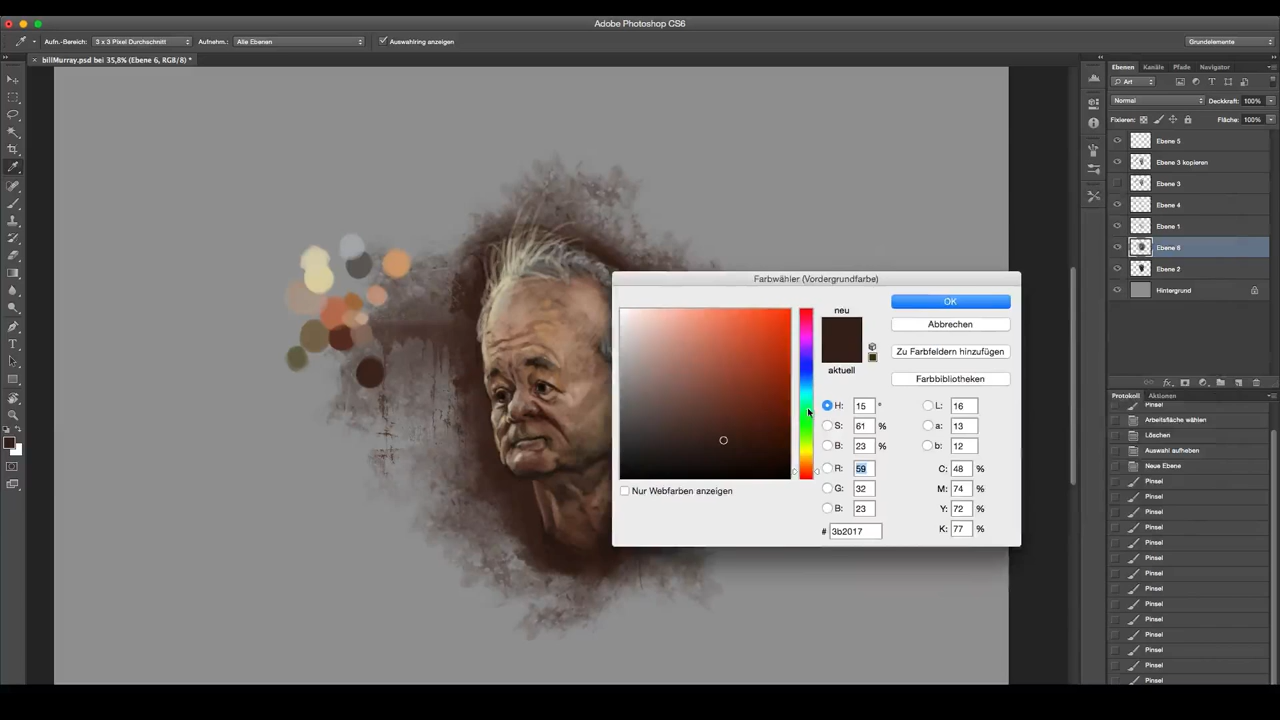 Adobe Photoshop CS6
Aufn.-Bereich: 3 x 3 Pixel Durchschnitt Aufnehm.: Alle Ebenen Auswahlring anzeigen Grundelemente
billMurray.psd bei 35,8% (Ebene 6, RGB/8) *
Ebenen Kanäle Pfade Navigator
Art
Normal Deckkraft: 100%
Fixieren: Fläche: 100%
Ebene 5
Ebene 3 kopieren
Ebene 3
Ebene 4
Ebene 1
Ebene 6
Ebene 2
Hintergrund
Farbwähler (Vordergrundfarbe)
neu
aktuell
OK
Abbrechen
Zu Farbfeldern hinzufügen
Farbbibliotheken
H: 15 ° L: 16
S: 61 % a: 13
B: 23 % b: 12
R: 59 C: 48 %
G: 32 M: 74 %
B: 23 Y: 72 %
# 3b2017 K: 77 %
Nur Webfarben anzeigen
Protokoll Aktionen
Pinsel
Arbeitsfläche wählen
Löschen
Auswahl aufheben
Neue Ebene
Pinsel
Pinsel
Pinsel
Pinsel
Pinsel
Pinsel
Pinsel
Pinsel
Pinsel
Pinsel
Pinsel
Pinsel
Pinsel
Pinsel